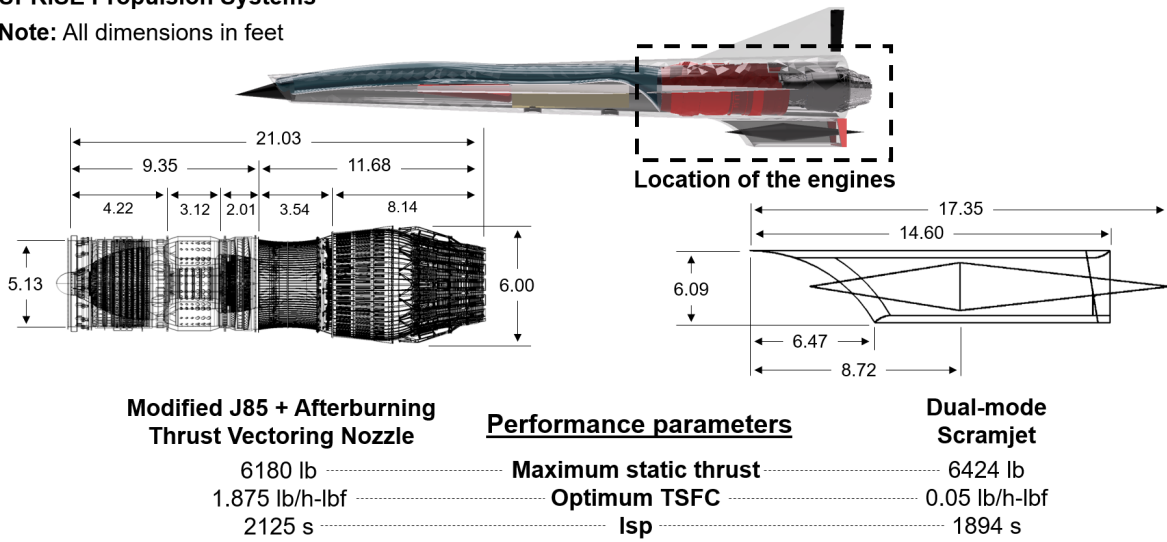 Propulsion Systems
Note: All dimensions in feet
Location of the engines
21.03
9.35 11.68
4.22 3.12 2.01 3.54 8.14
5.13
6.00
17.35
14.60
6.09
6.47
8.72
Modified J85 + Afterburning
Thrust Vectoring Nozzle
Performance parameters
Dual-mode
Scramjet
6180 lb Maximum static thrust 6424 lb
1.875 lb/h-lbf Optimum TSFC 0.05 lb/h-lbf
2125 s Isp 1894 s